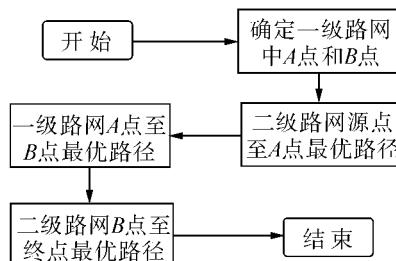 开始
确定一级路网
中A点和B点
二级路网源点
至A点最优路径
一级路网A点至
B点最优路径
二级路网B点至
终点最优路径
结束